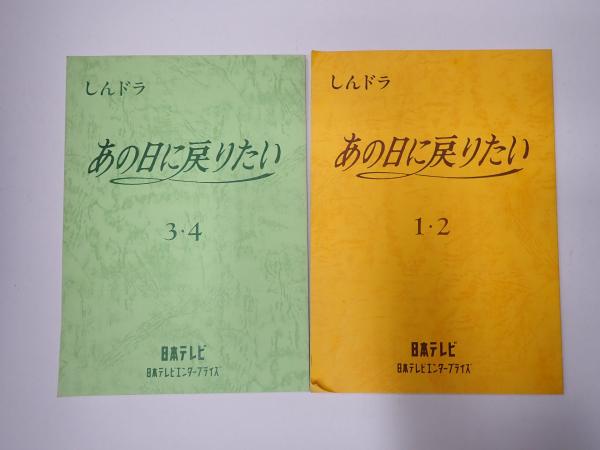 しんドラ
あの日に戻りたい
3・4
日本テレビ
日本テレビエンタープライズ
しんドラ
あの日に戻りたい
1・2
日本テレビ
日本テレビエンタープライズ